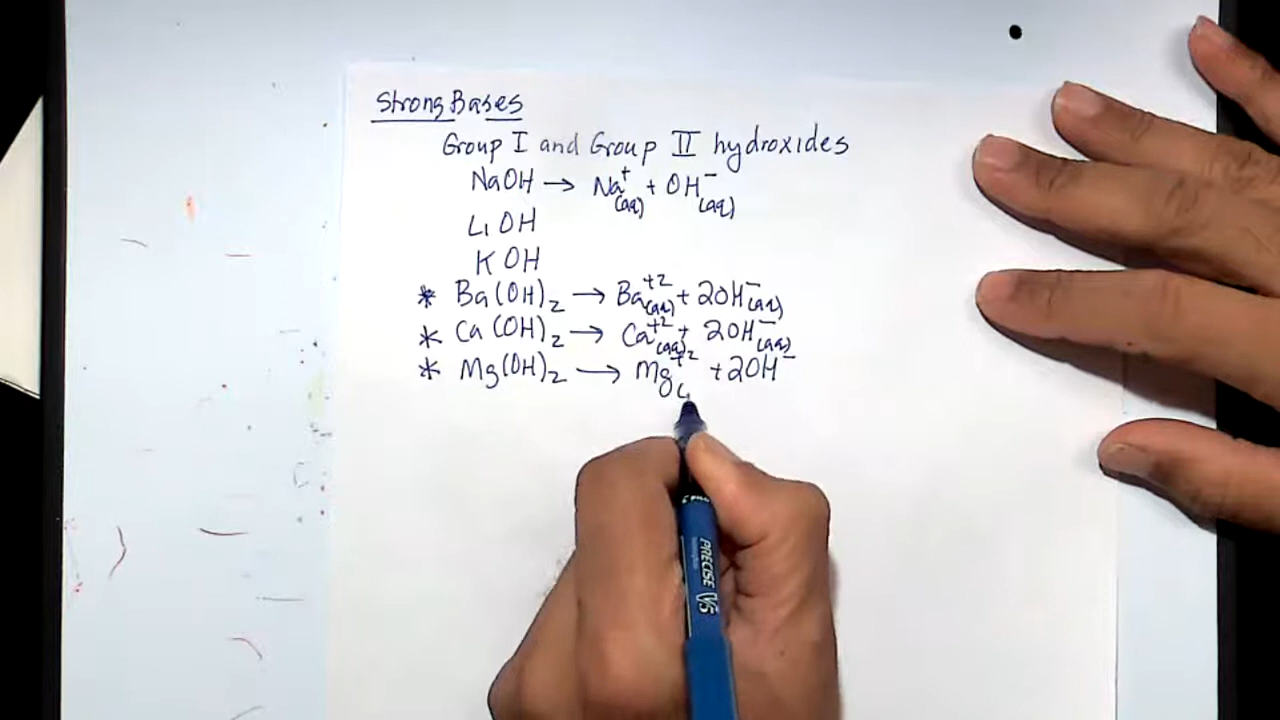 Strong Bases
Group I and Group II hydroxides
NaOH → Na⁺(aq) + OH⁻(aq)
LiOH
KOH
* Ba(OH)₂ → Ba⁺²(aq) + 2OH⁻(aq)
* Ca(OH)₂ → Ca⁺²(aq) + 2OH⁻(aq)
* Mg(OH)₂ → Mg⁺²( + 2OH⁻
PRECISE V5